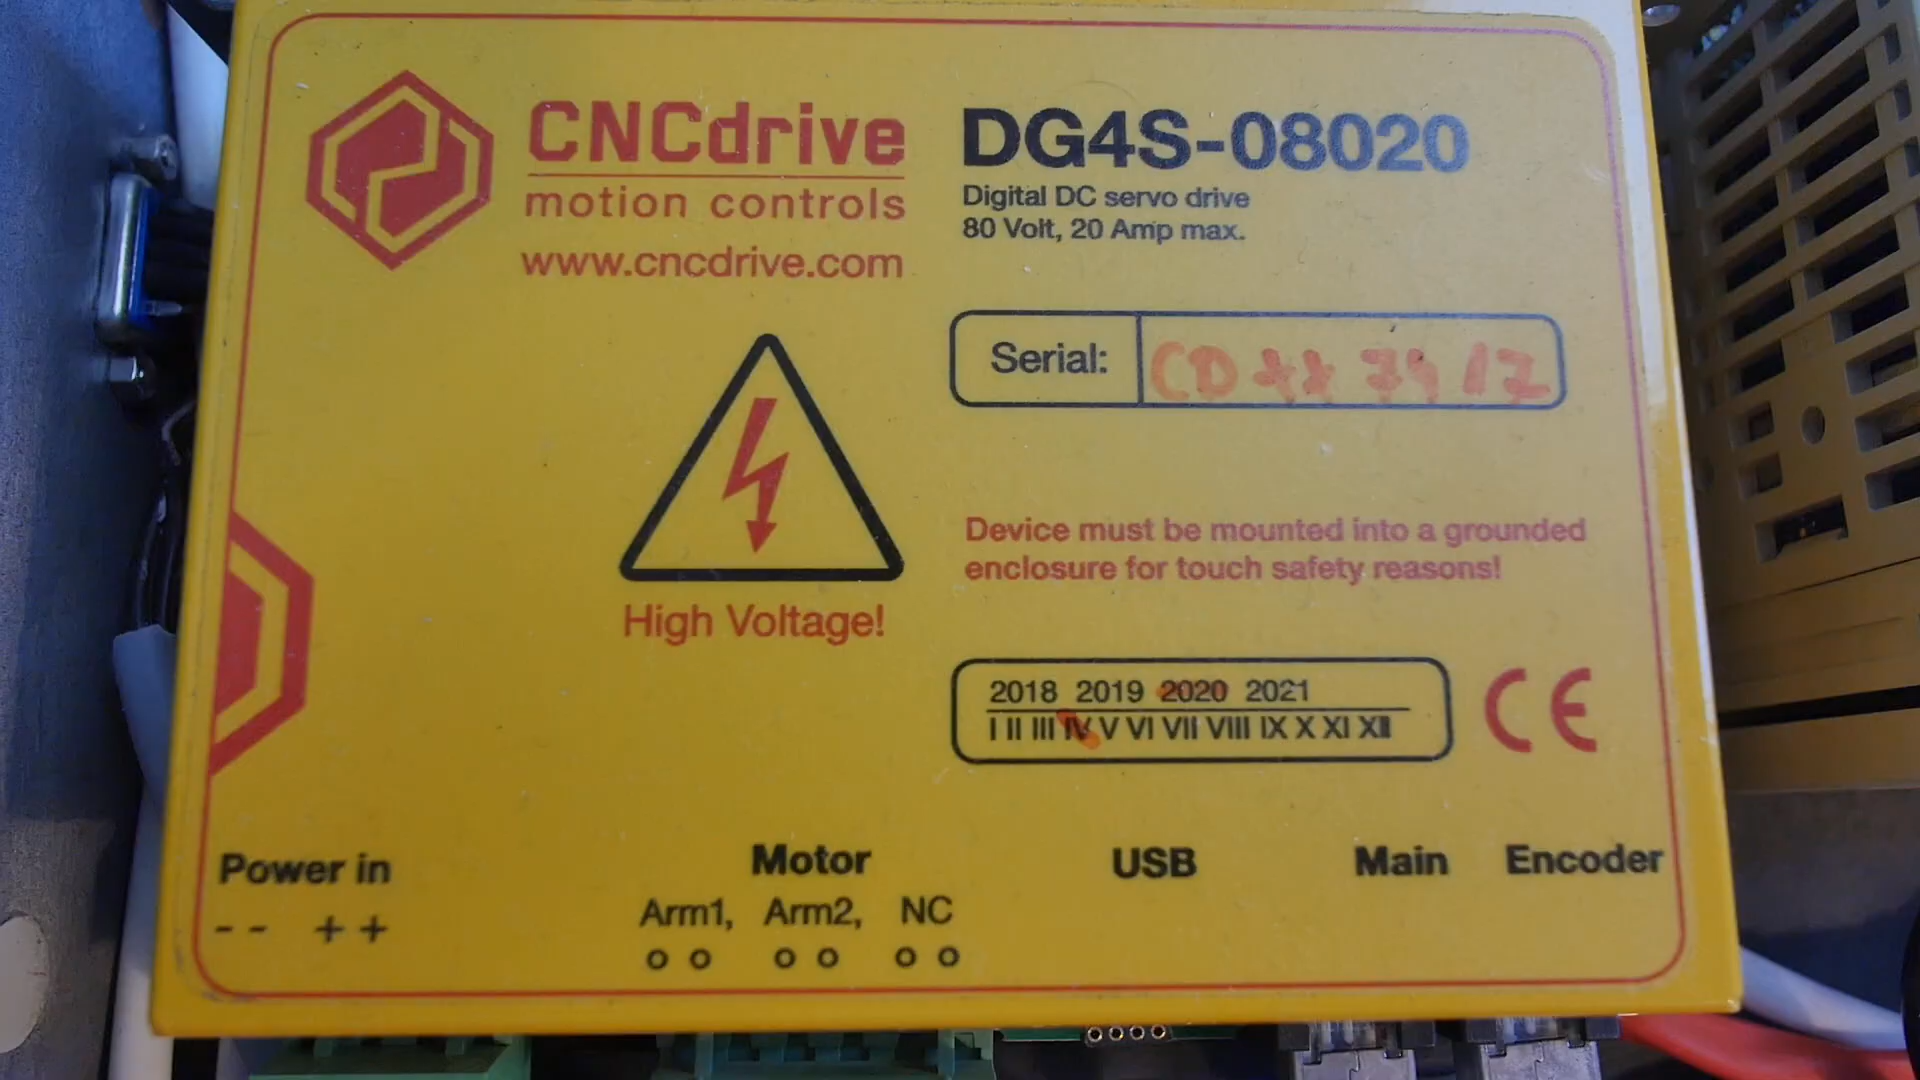 CNCdrive
motion controls
www.cncdrive.com
DG4S-08020
Digital DC servo drive
80 Volt, 20 Amp max.
Serial: CD
High Voltage!
Device must be mounted into a grounded
enclosure for touch safety reasons!
2018 2019 2020 2021
I II III IV V VI VII VIII IX X XI XII
CE
Power in
-- ++
Motor
Arm1, Arm2, NC
USB
Main
Encoder